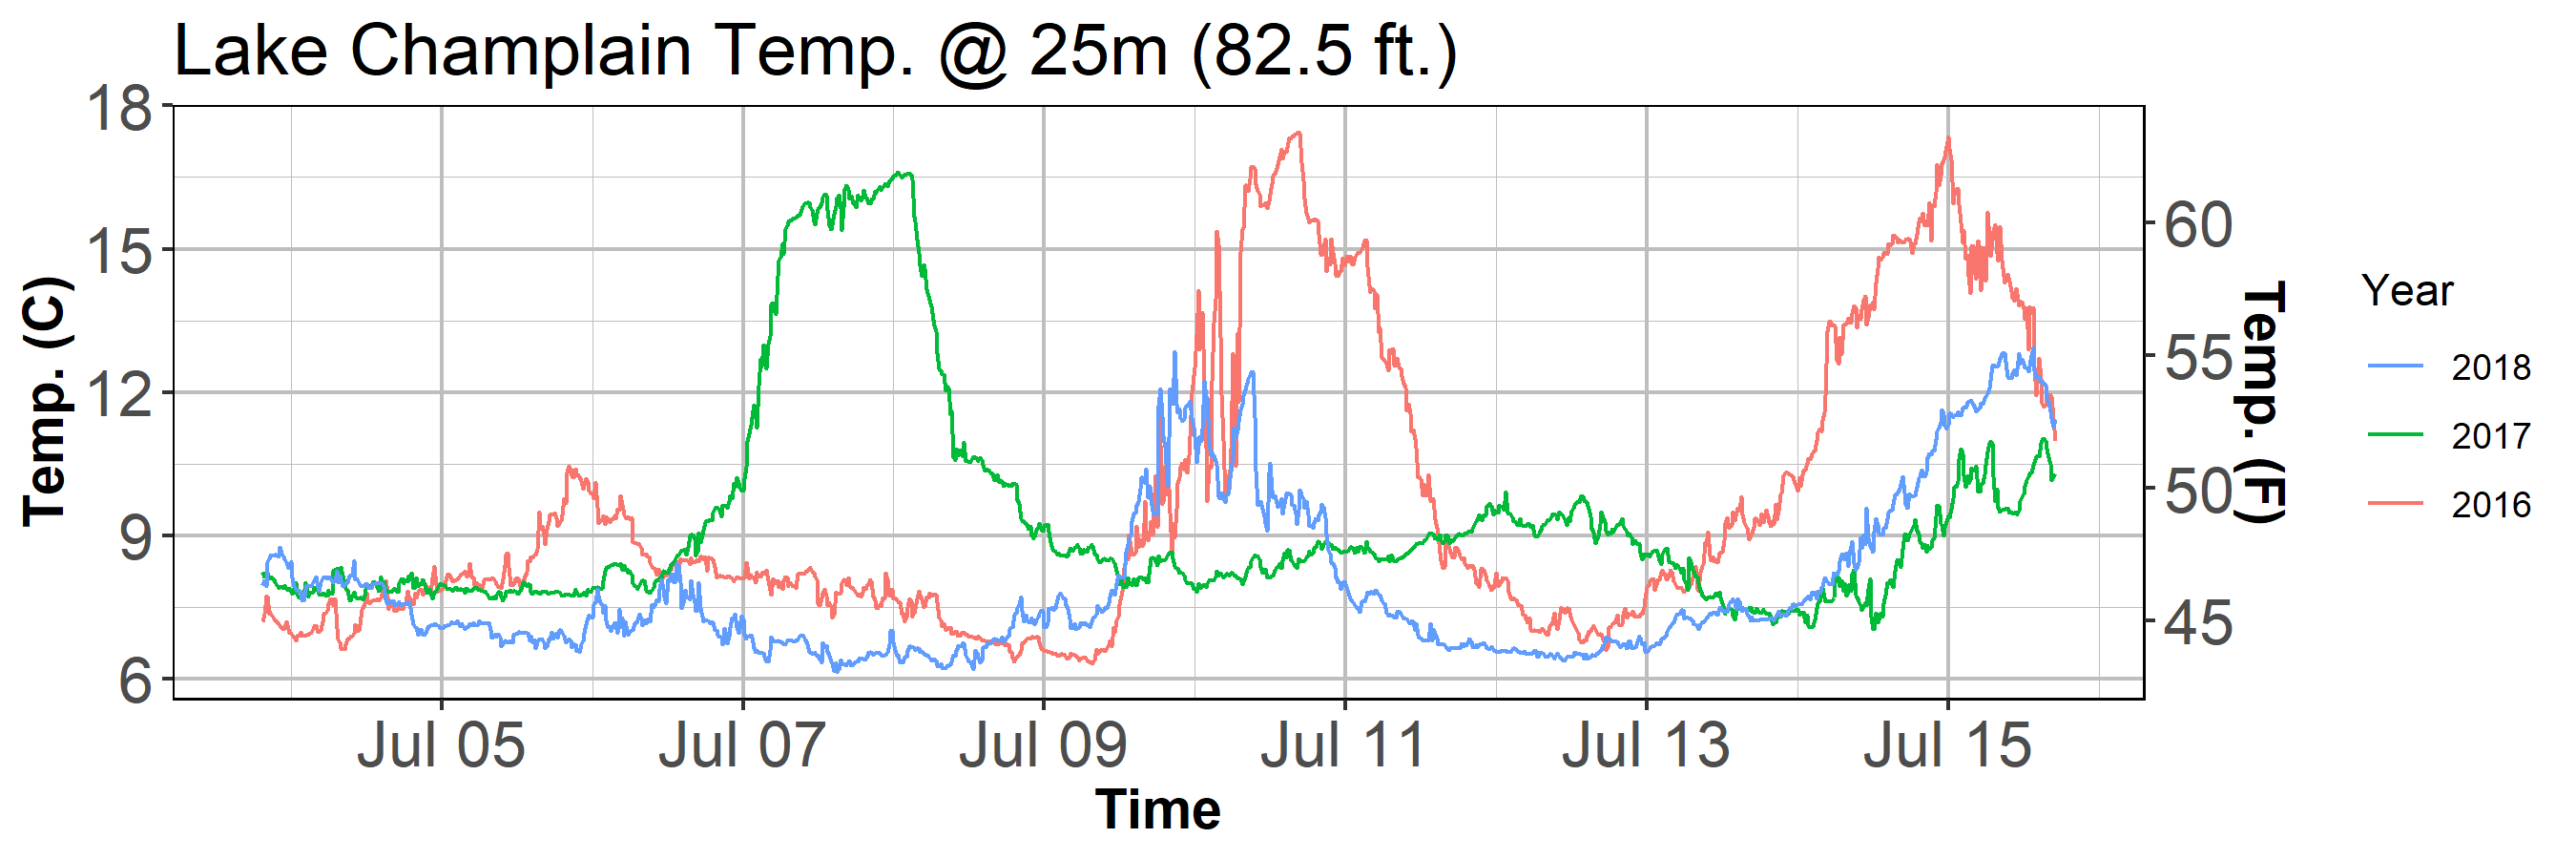 Lake Champlain Temp. @ 25m (82.5 ft.)
18
15
12
9
6
Temp. (C)
60
55
50
45
Temp. (F)
Jul 05
Jul 07
Jul 09
Jul 11
Jul 13
Jul 15
Time
Year
2018
2017
2016